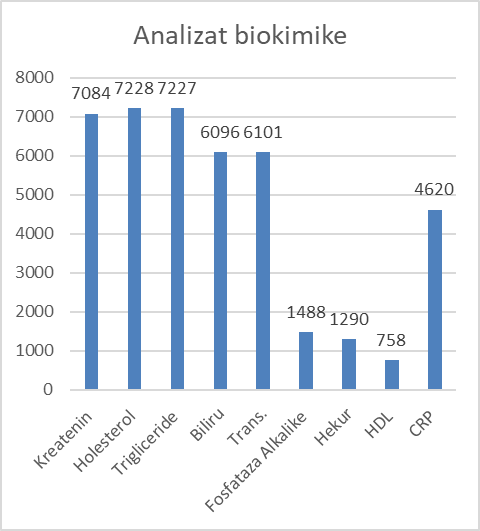 Analizat biokimike
8000
7000
6000
5000
4000
3000
2000
1000
0
7084
7228
7227
6096
6101
1488
1290
758
4620
Kreatenin
Holesterol
Trigliceride
Biliru
Trans.
Fosfataza Alkalike
Hekur
HDL
CRP